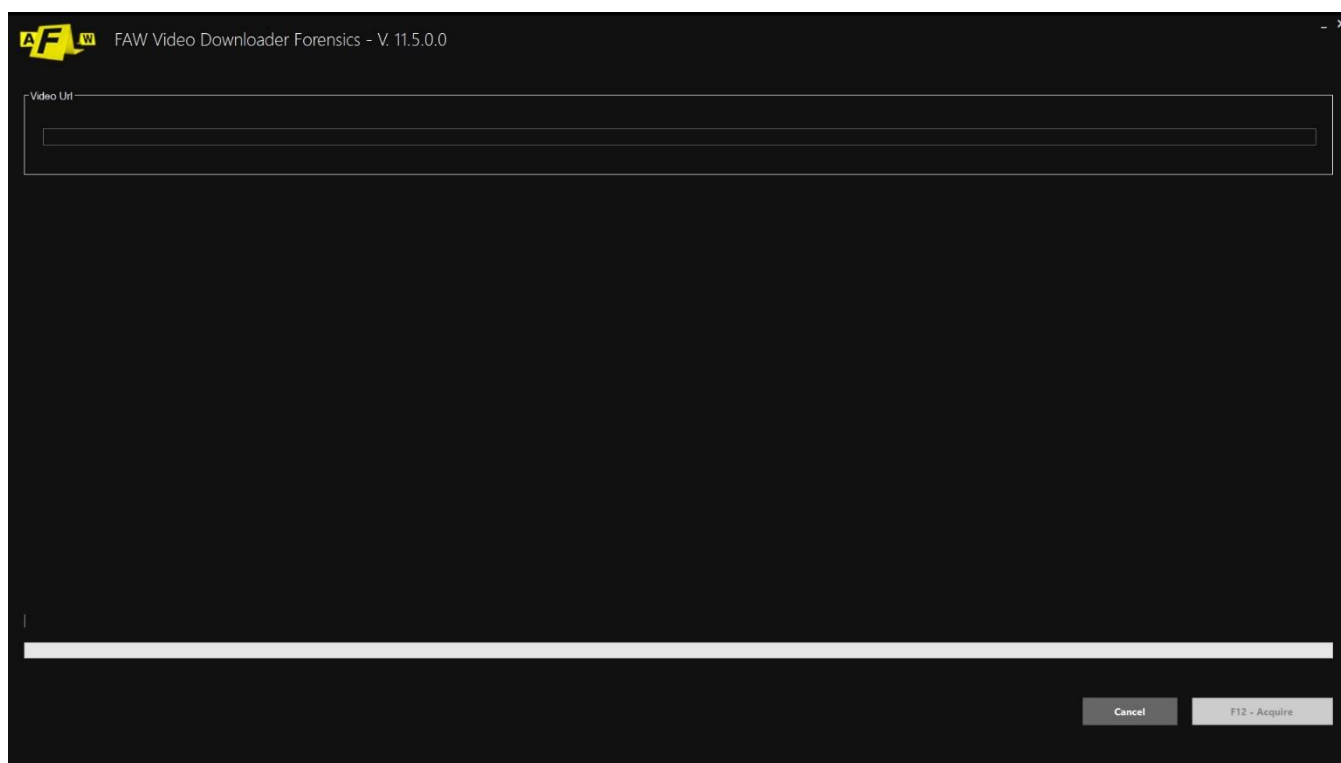 A F W FAW Video Downloader Forensics - V. 11.5.0.0
Video Url
Cancel F12 - Acquire